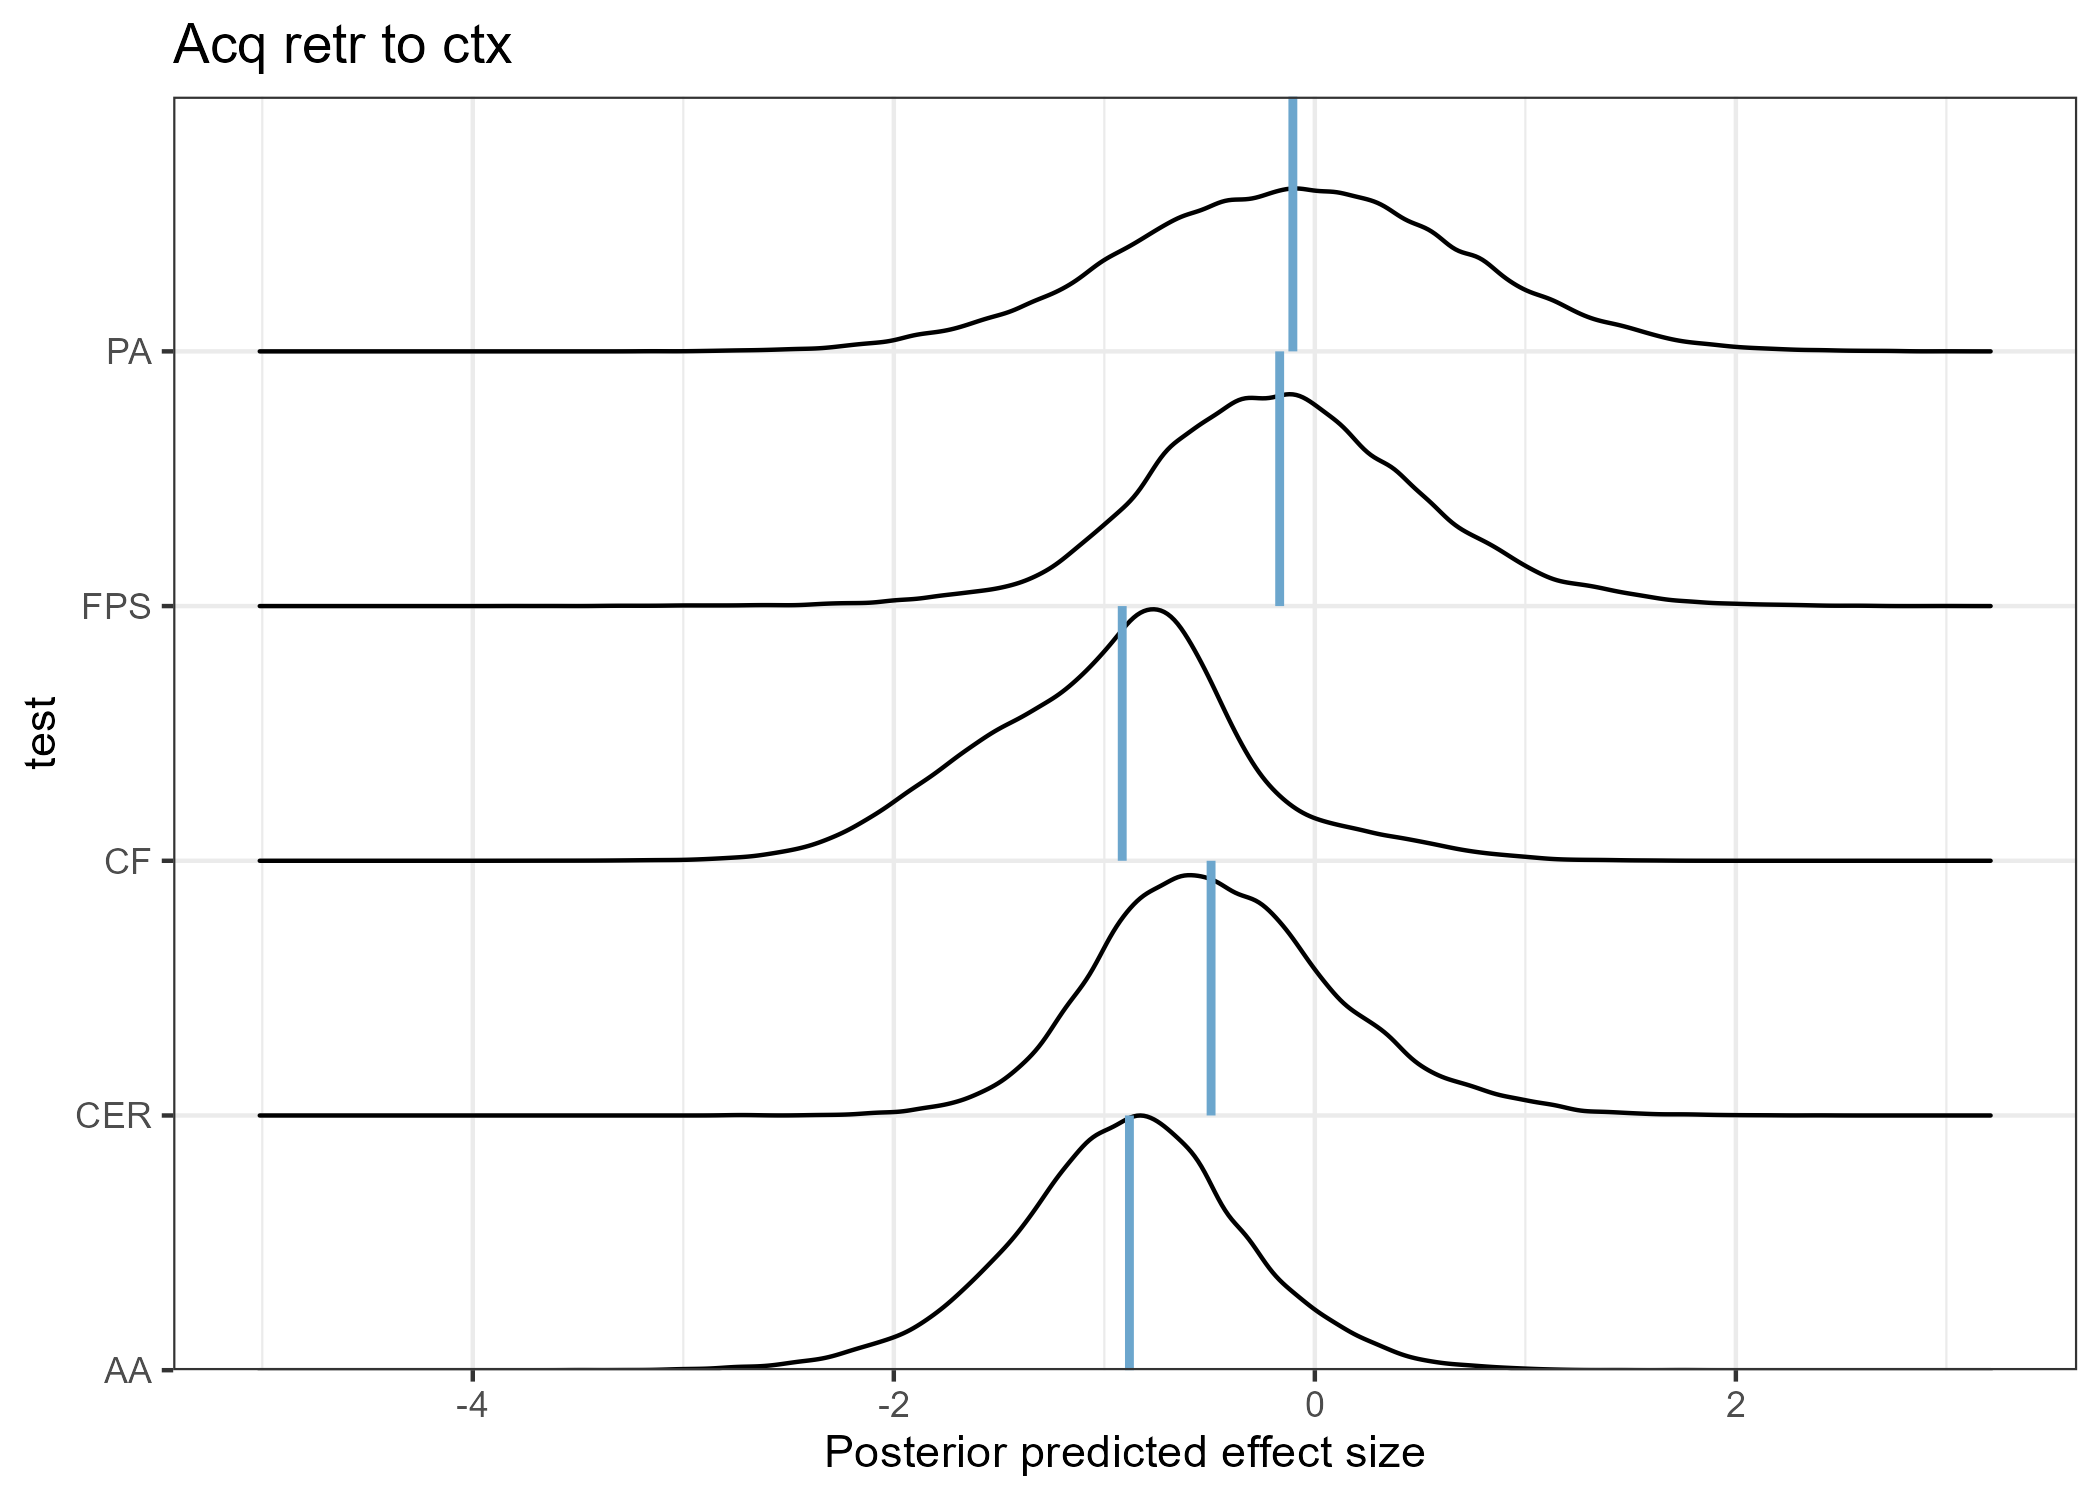 Acq retr to ctx
test
PA
FPS
CF
CER
AA
-4
-2
0
2
Posterior predicted effect size